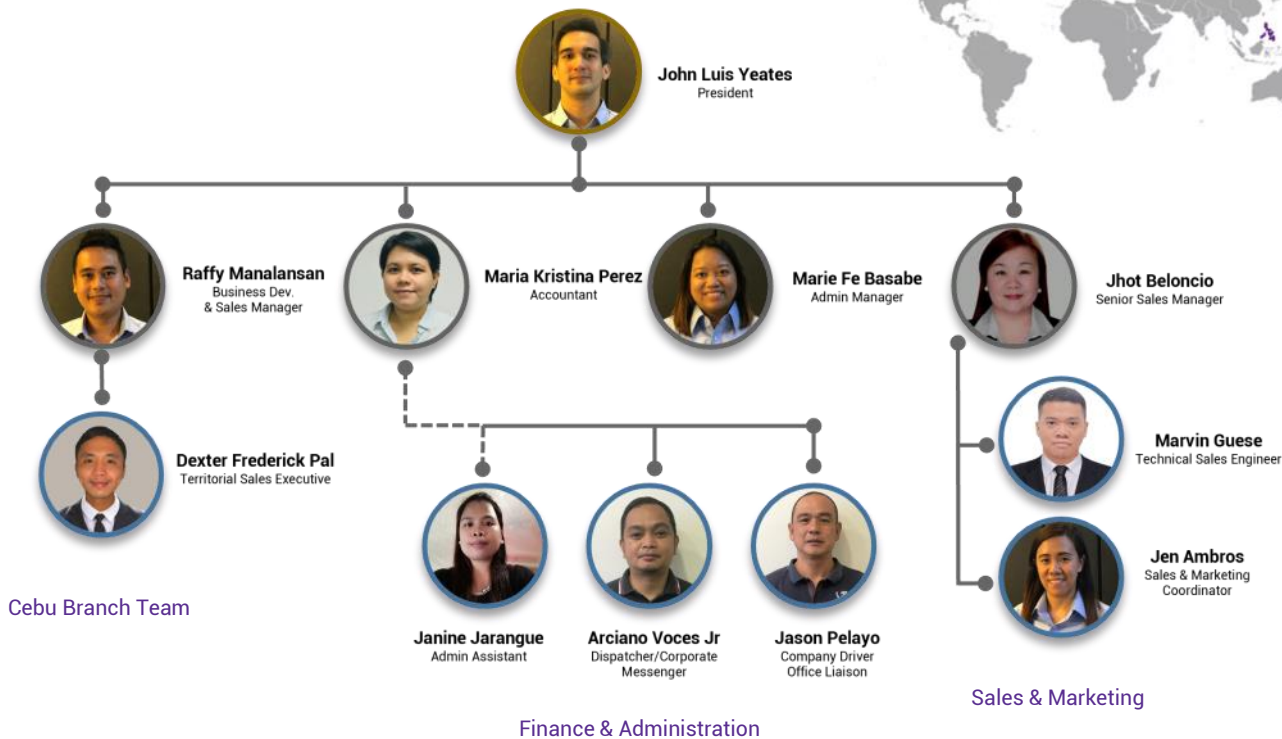 John Luis Yeates
President
Raffy Manalansan
Business Dev.
& Sales Manager
Maria Kristina Perez
Accountant
Marie Fe Basabe
Admin Manager
Jhot Beloncio
Senior Sales Manager
Dexter Frederick Pal
Territorial Sales Executive
Marvin Guese
Technical Sales Engineer
Jen Ambros
Sales & Marketing
Coordinator
Cebu Branch Team
Janine Jarangue
Admin Assistant
Arciano Voces Jr
Dispatcher/Corporate
Messenger
Jason Pelayo
Company Driver
Office Liaison
Sales & Marketing
Finance & Administration